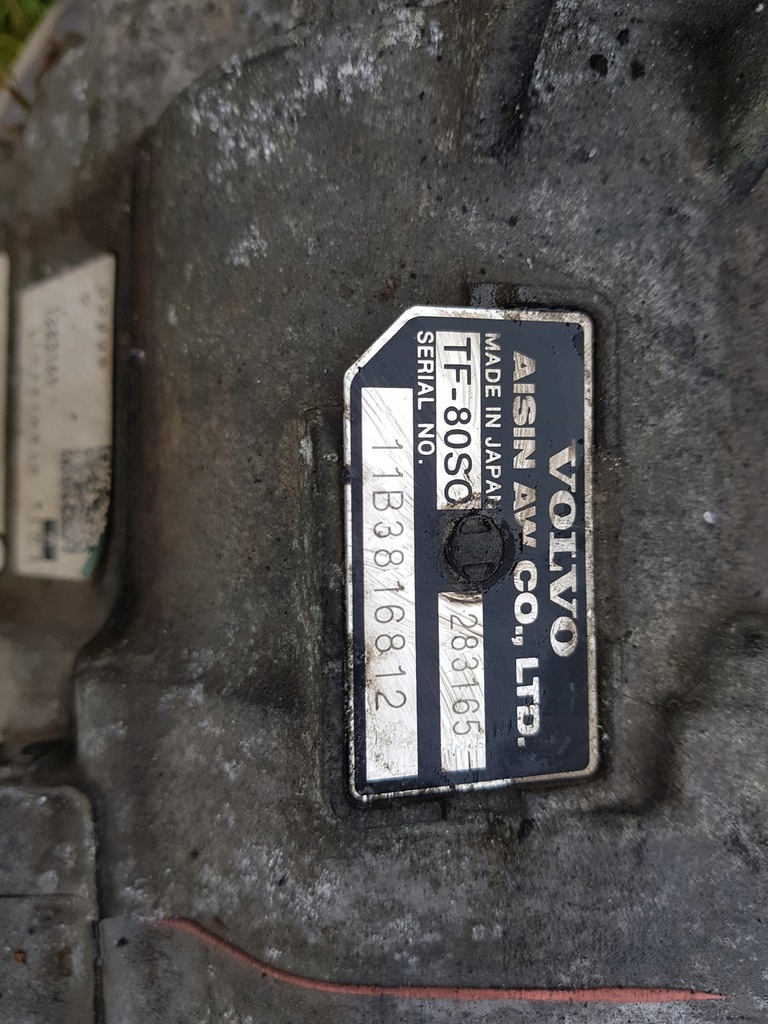 VOLVO
AISIN AW CO., LTD.
MADE IN JAPAN
TF-80SC 283165
SERIAL NO.
11B3816812